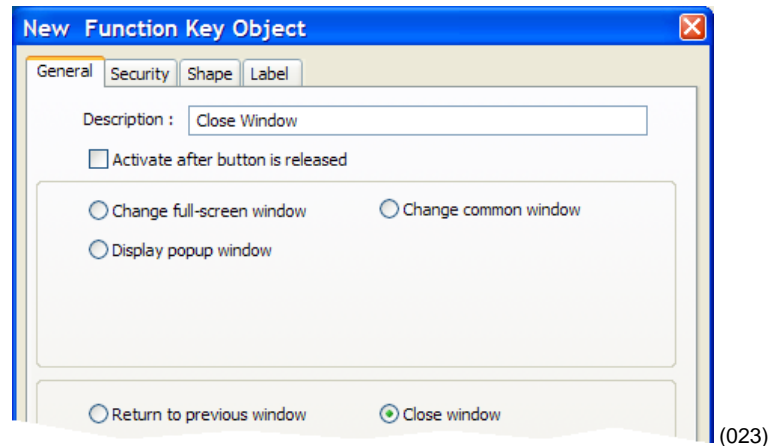 New Function Key Object
General Security Shape Label
Description : Close Window
Activate after button is released
Change full-screen window Change common window
Display popup window
Return to previous window Close window
(023)